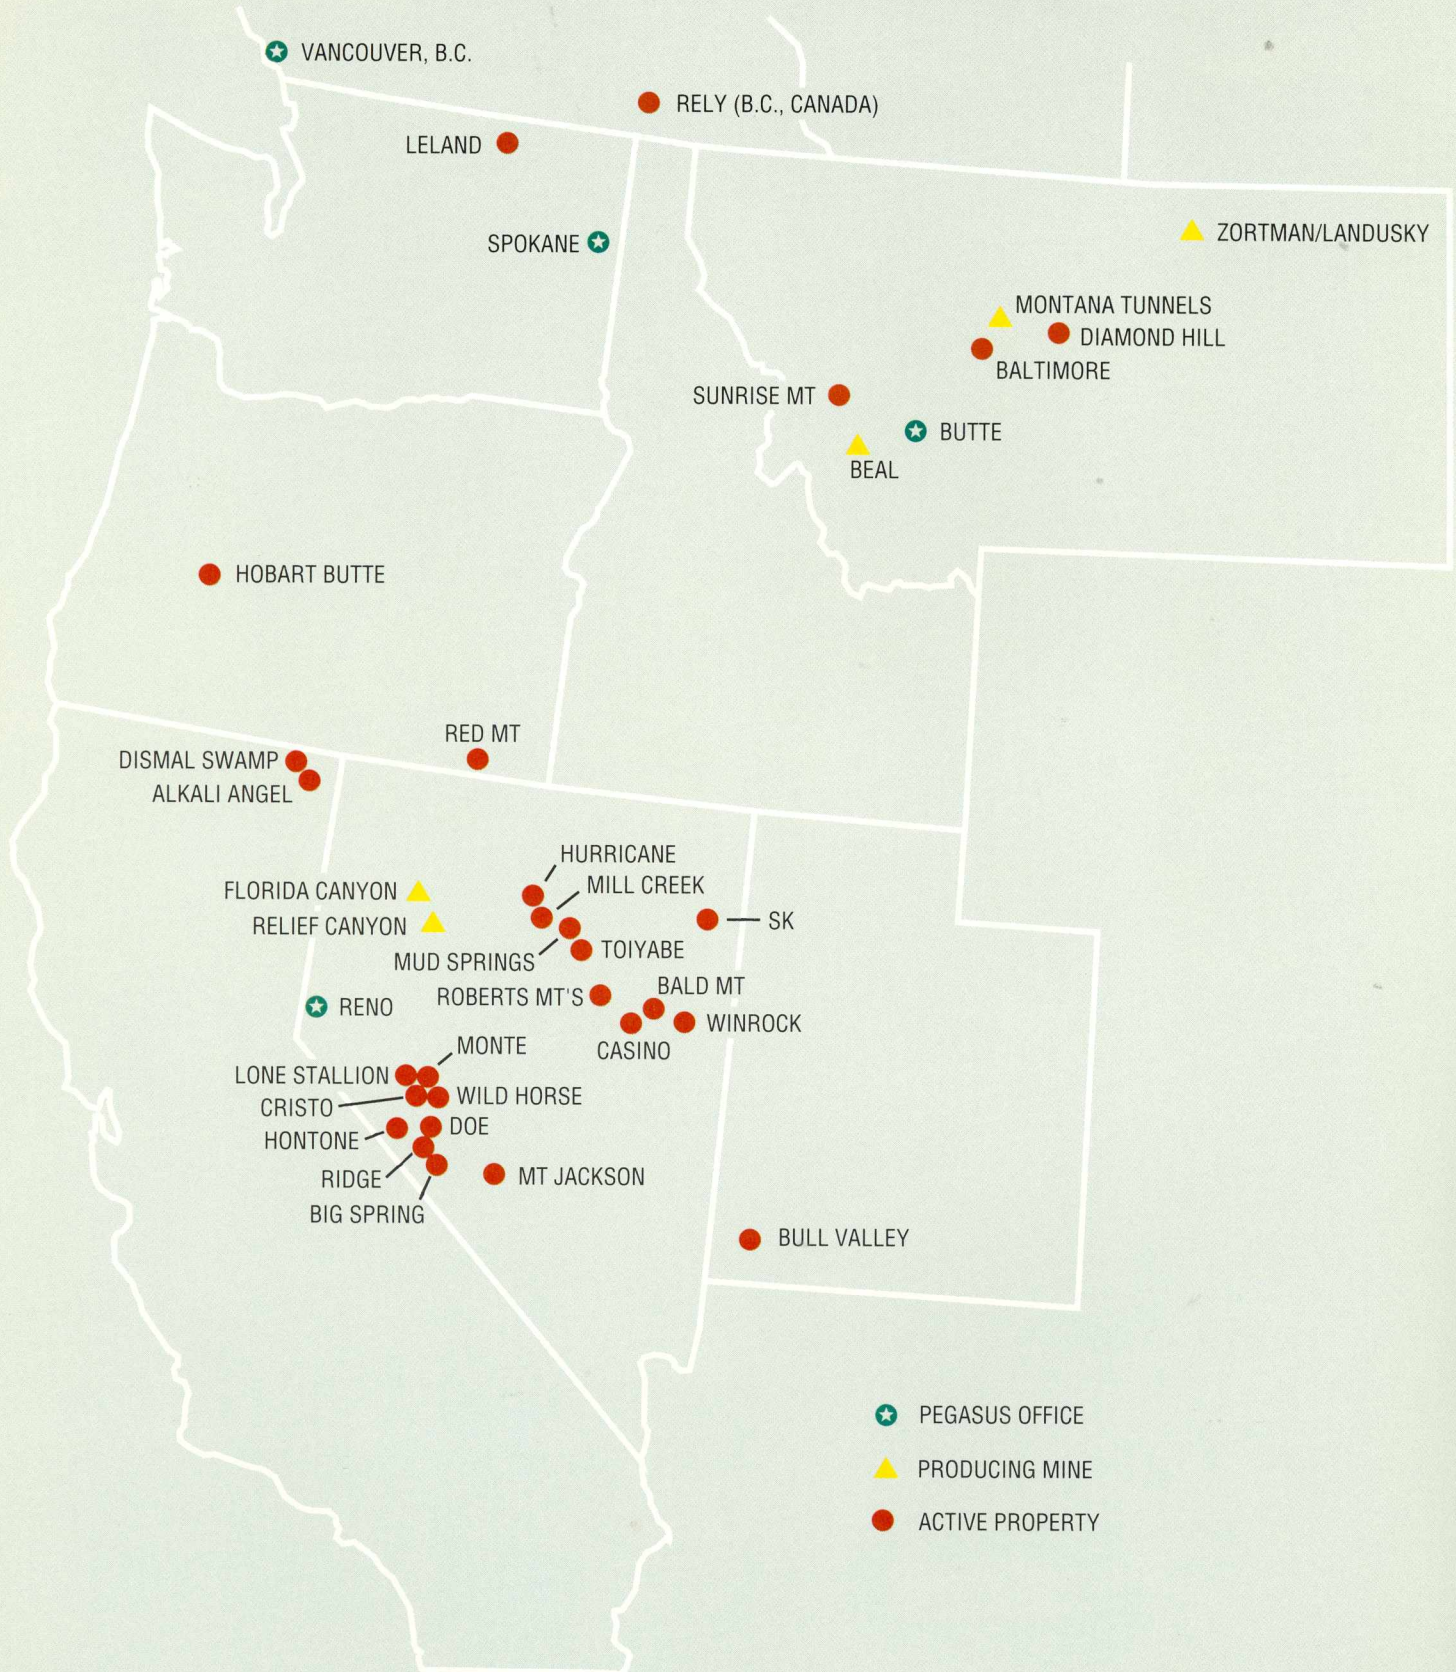 VANCOUVER, B.C.
RELY (B.C., CANADA)
LELAND
ZORTMAN/LANDUSKY
SPOKANE
MONTANA TUNNELS
DIAMOND HILL
BALTIMORE
SUNRISE MT
BUTTE
BEAL
HOBART BUTTE
RED MT
DISMAL SWAMP
ALKALI ANGEL
HURRICANE
MILL CREEK
FLORIDA CANYON
SK
RELIEF CANYON
TOIYABE
MUD SPRINGS
BALD MT
ROBERTS MT'S
RENO
WINROCK
CASINO
MONTE
LONE STALLION
WILD HORSE
CRISTO
DOE
HONTONE
MT JACKSON
RIDGE
BIG SPRING
BULL VALLEY
PEGASUS OFFICE
PRODUCING MINE
ACTIVE PROPERTY